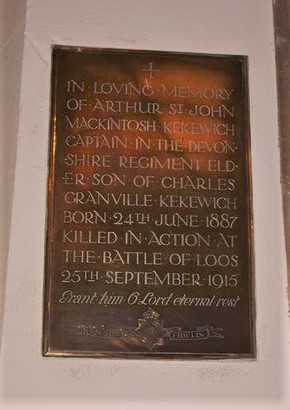 IN · LOVING · MEMORY
OF · ARTHUR · ST · JOHN
MACKINTOSH · KEKEWICH
CAPTAIN · IN · THE · DEVON-
SHIRE · REGIMENT · ELD-
ER · SON · OF · CHARLES
GRANVILLE · KEKEWICH
BORN · 24TH · JUNE · 1887
KILLED · IN · ACTION · AT
THE · BATTLE · OF · LOOS
25TH · SEPTEMBER · 1915
Grant him O Lord eternal rest
FIDELIS